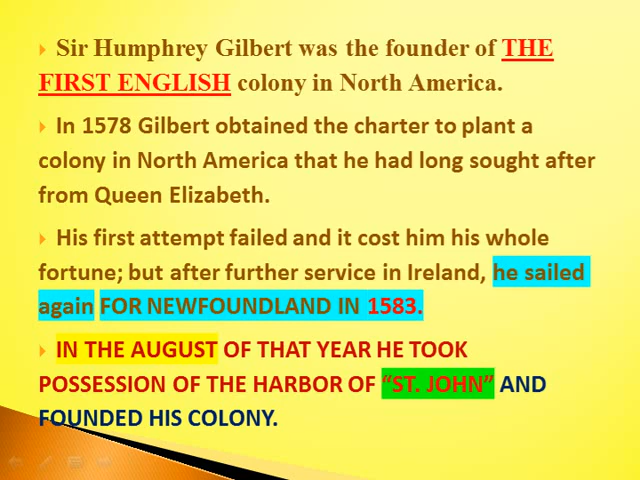 Sir Humphrey Gilbert was the founder of THE
FIRST ENGLISH colony in North America.
In 1578 Gilbert obtained the charter to plant a
colony in North America that he had long sought after
from Queen Elizabeth.
His first attempt failed and it cost him his whole
fortune; but after further service in Ireland, he sailed
again FOR NEWFOUNDLAND IN 1583.
IN THE AUGUST OF THAT YEAR HE TOOK
POSSESSION OF THE HARBOR OF “ST. JOHN” AND
FOUNDED HIS COLONY.